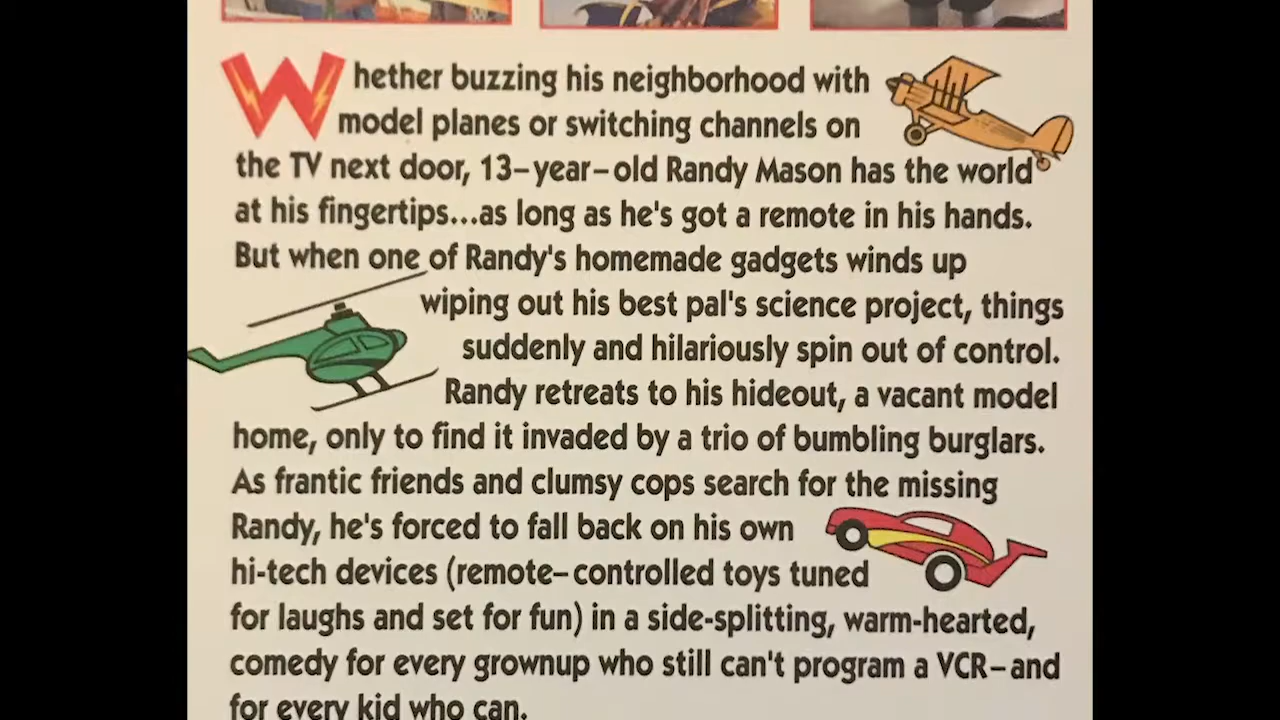 Whether buzzing his neighborhood with
model planes or switching channels on
the TV next door, 13-year-old Randy Mason has the world
at his fingertips...as long as he's got a remote in his hands.
But when one of Randy's homemade gadgets winds up
wiping out his best pal's science project, things
suddenly and hilariously spin out of control.
Randy retreats to his hideout, a vacant model
home, only to find it invaded by a trio of bumbling burglars.
As frantic friends and clumsy cops search for the missing
Randy, he's forced to fall back on his own
hi-tech devices (remote-controlled toys tuned
for laughs and set for fun) in a side-splitting, warm-hearted,
comedy for every grownup who still can't program a VCR–and
for every kid who can.